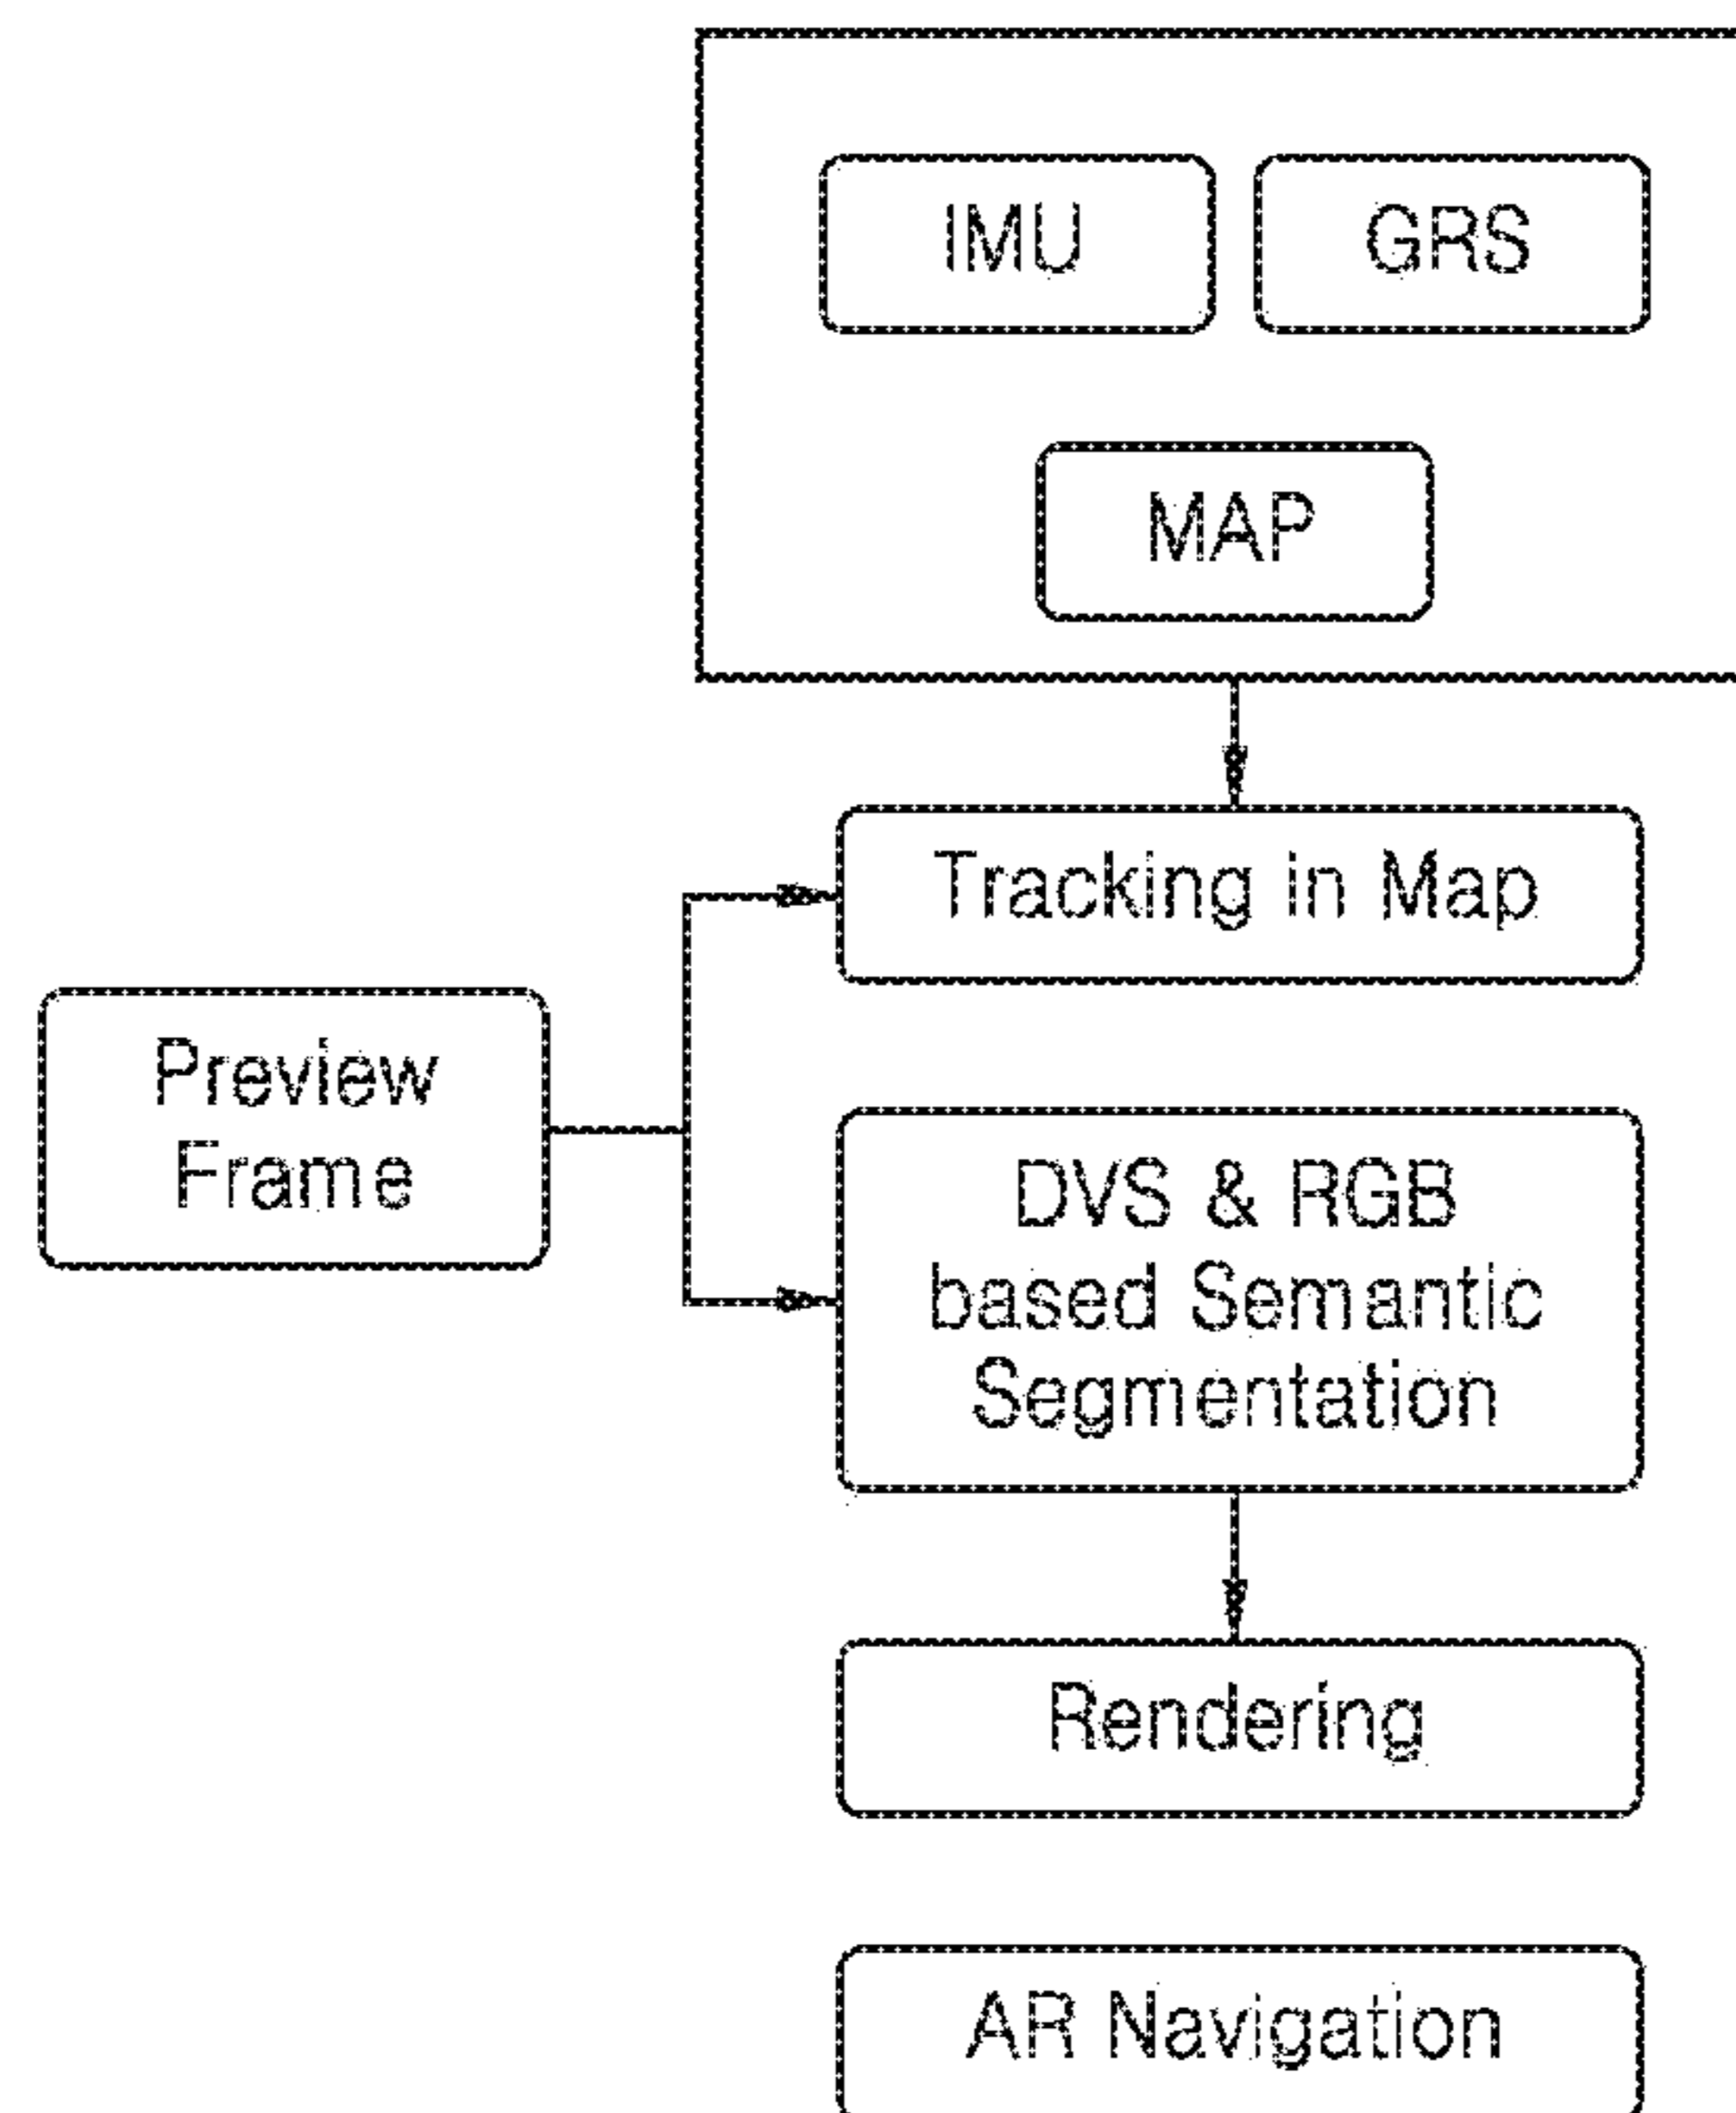 IMU
GRS
MAP
Tracking in Map
Preview
Frame
DVS & RGB
based Semantic
Segmentation
Rendering
AR Navigation